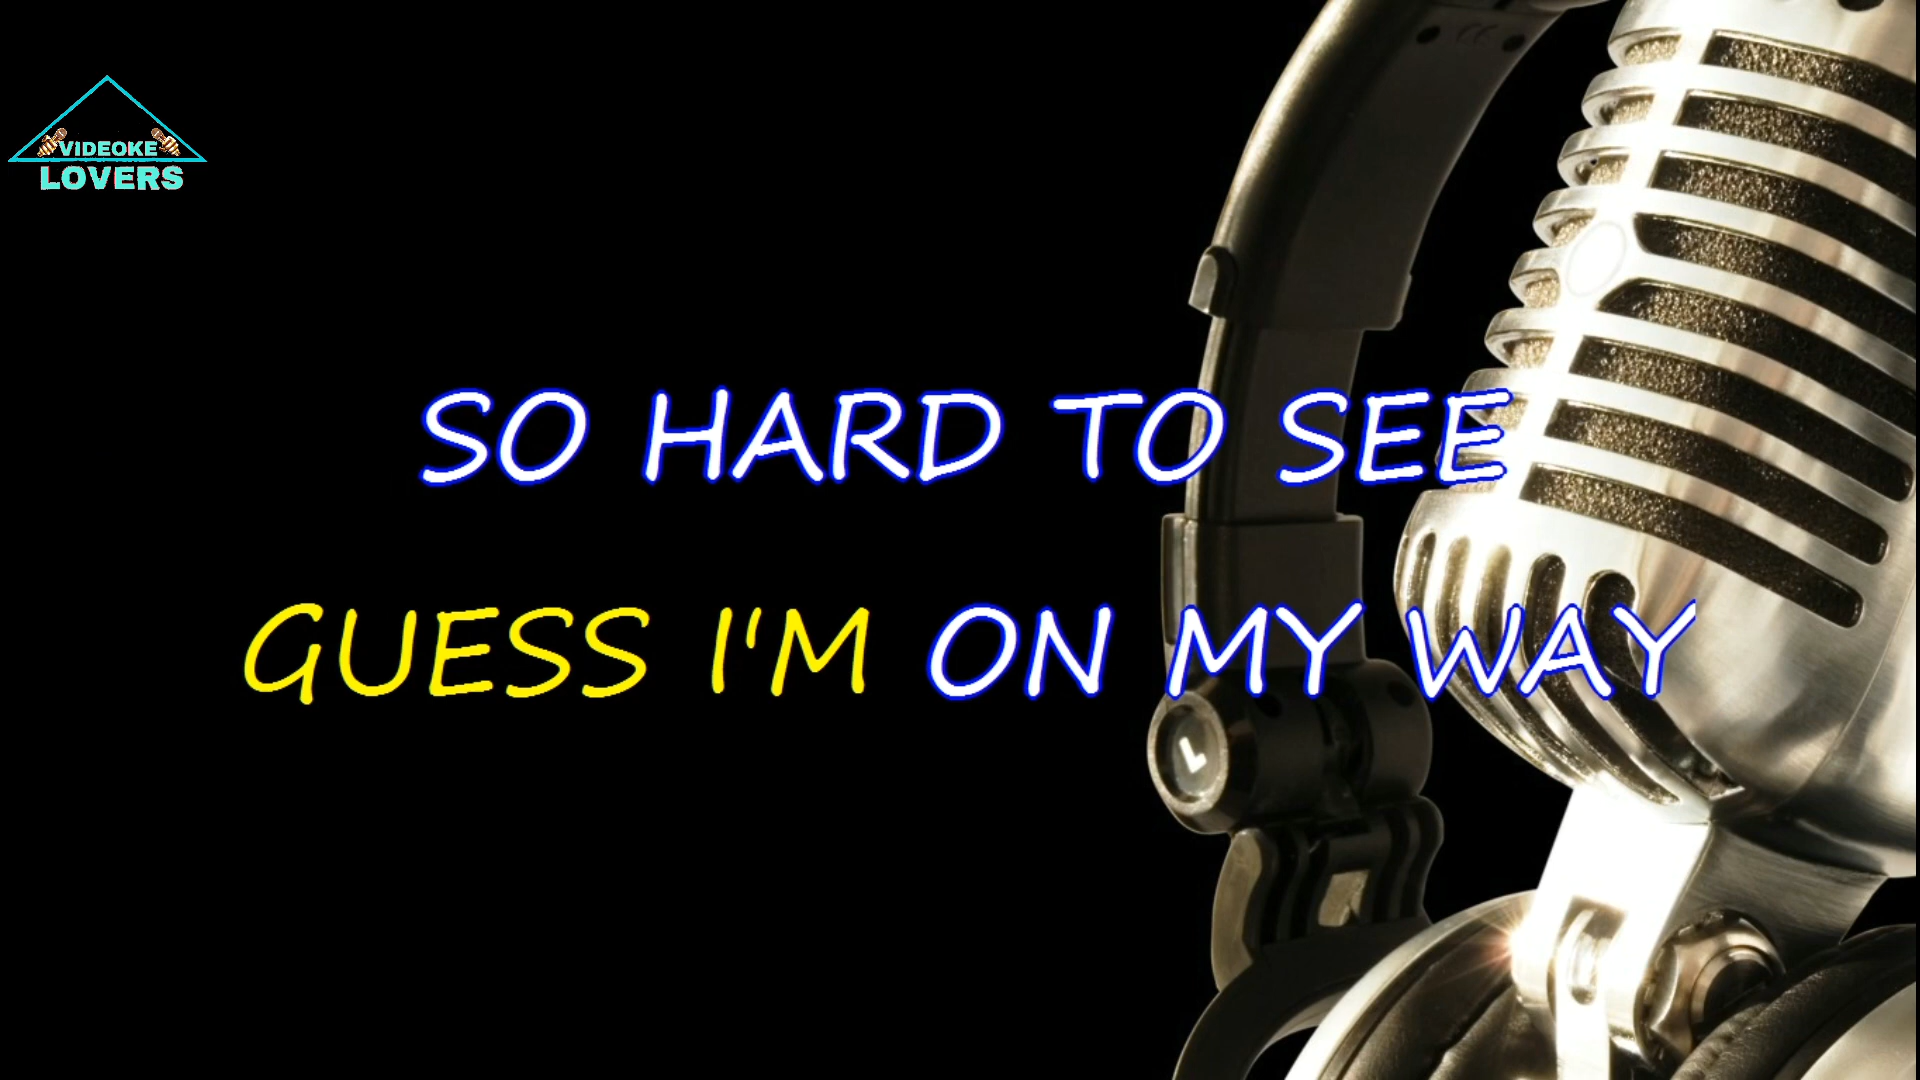 VIDEOKE
LOVERS
SO HARD TO SEE
GUESS I'M ON MY WAY
L